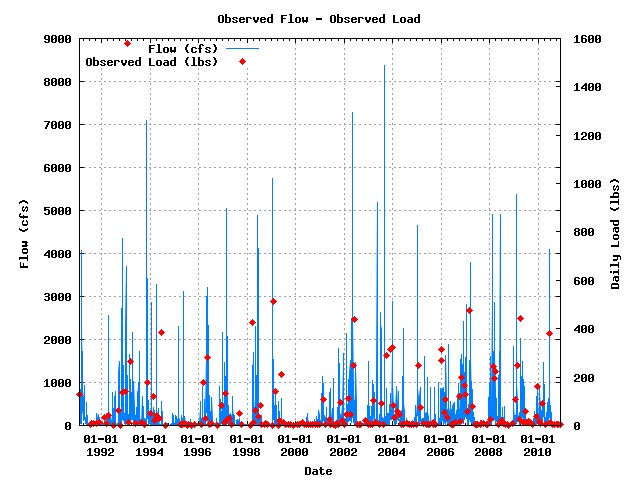 Observed Flow - Observed Load
Flow (cfs)
Observed Load (lbs)
9000
8000
7000
6000
5000
4000
3000
2000
1000
0
Flow (cfs)
1600
1400
1200
1000
800
600
400
200
0
Daily Load (lbs)
01-01 01-01 01-01 01-01 01-01 01-01 01-01 01-01 01-01 01-01
1992 1994 1996 1998 2000 2002 2004 2006 2008 2010
Date